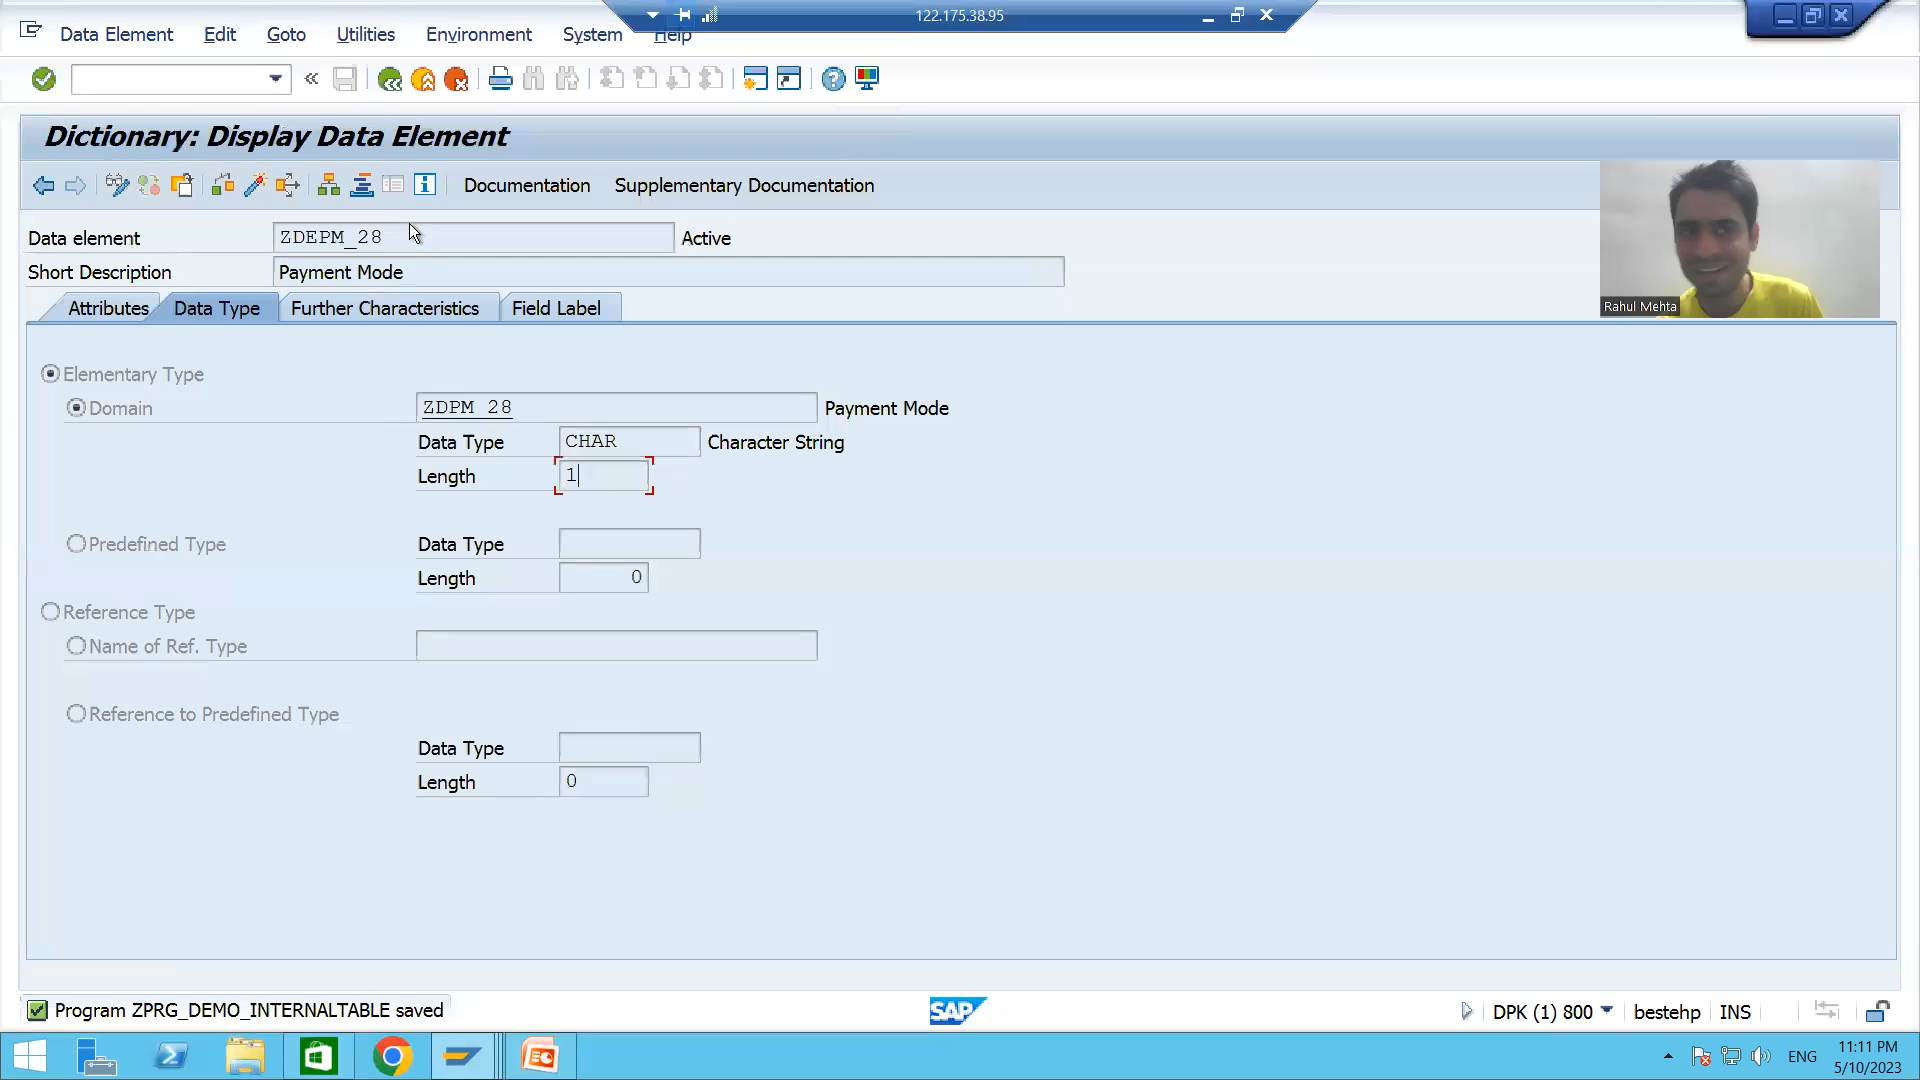 122.175.38.95
Data Element Edit Goto Utilities Environment System Help
Dictionary: Display Data Element
Documentation Supplementary Documentation
Data element ZDEPM_28 Active
Short Description Payment Mode
Attributes Data Type Further Characteristics Field Label
Elementary Type
Domain ZDPM_28 Payment Mode
Data Type CHAR Character String
Length 1
Predefined Type Data Type
Length 0
Reference Type
Name of Ref. Type
Reference to Predefined Type
Data Type
Length 0
Rahul Mehta
Program ZPRG_DEMO_INTERNALTABLE saved
SAP
DPK (1) 800 bestehp INS
ENG
11:11 PM
5/10/2023